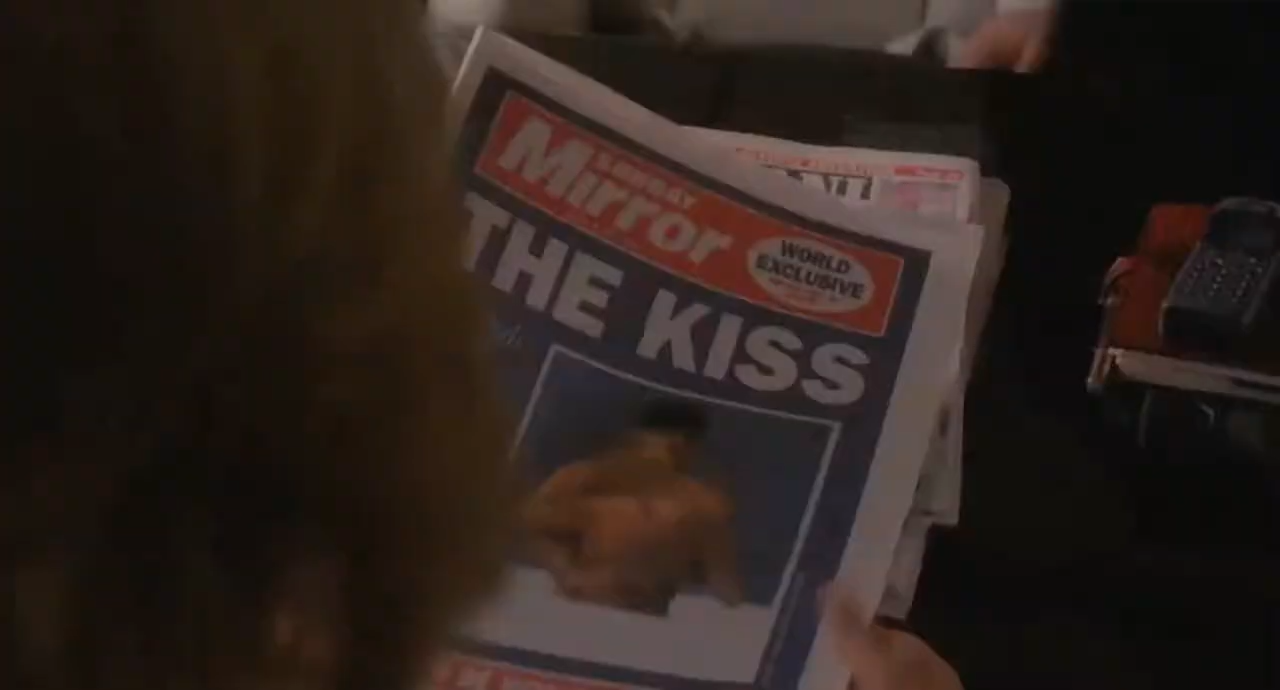 SUNDAY
Mirror
WORLD
EXCLUSIVE
THE KISS